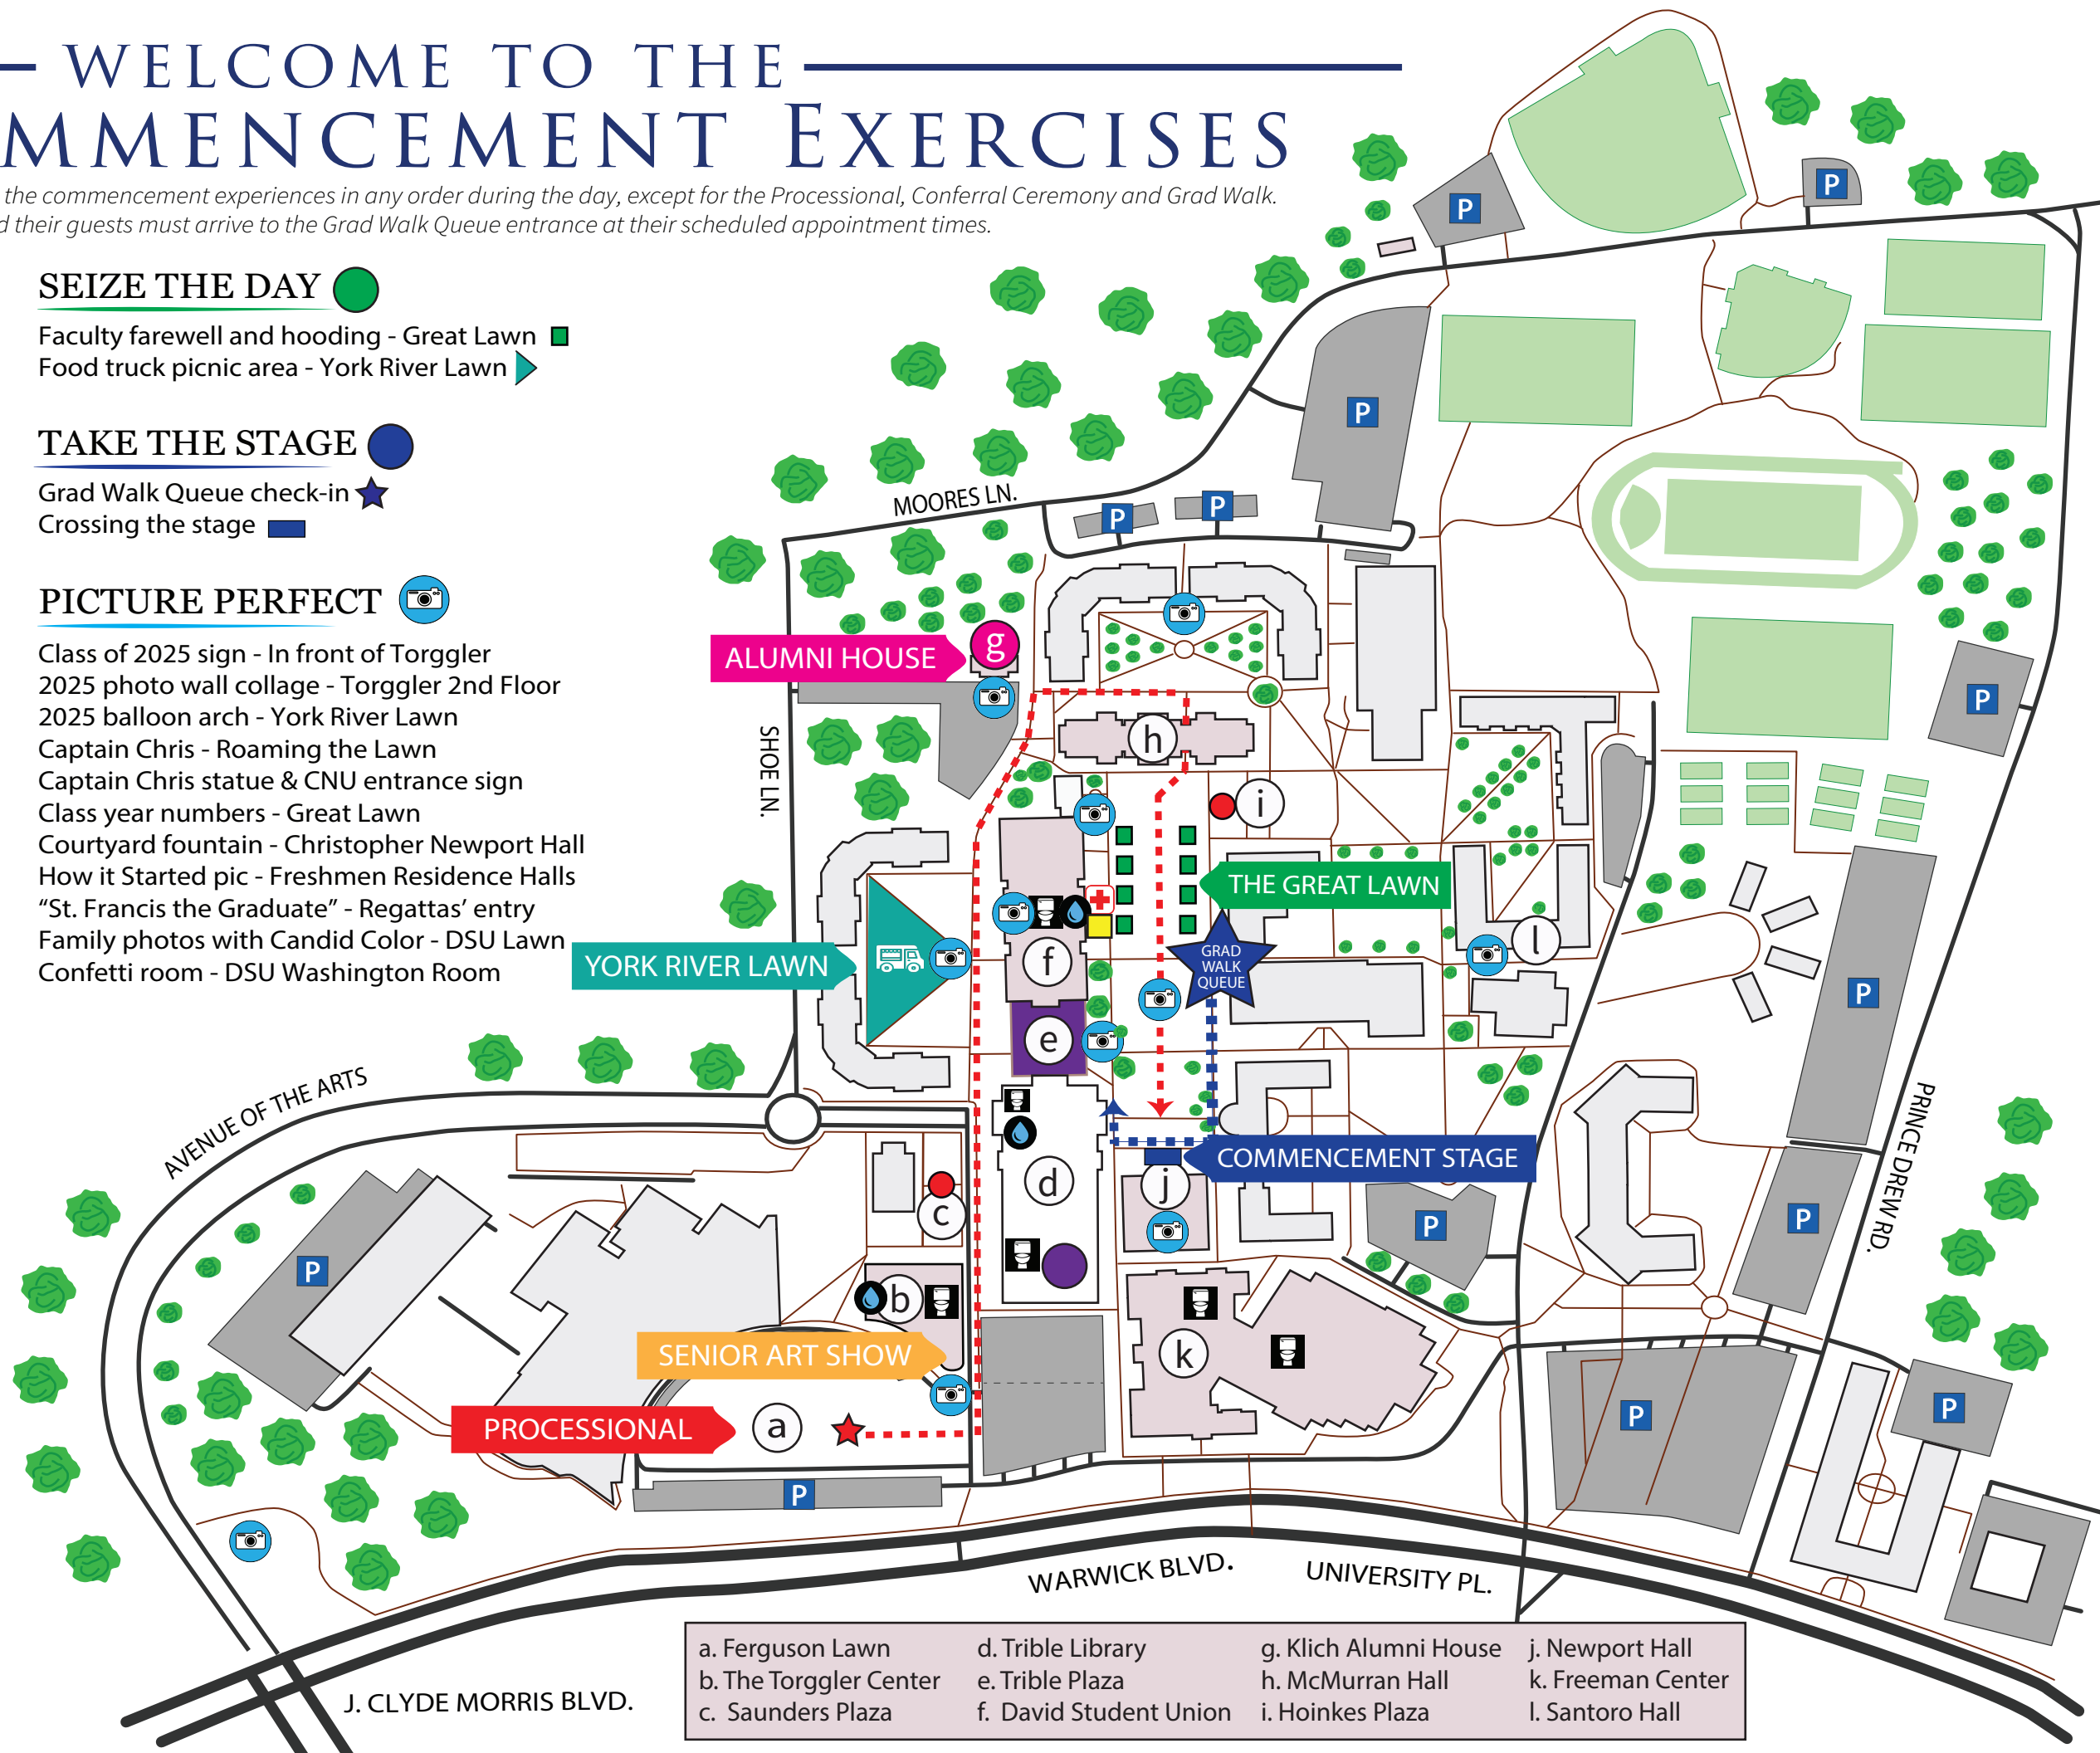 WELCOME TO THE
MMENCEMENT EXERCISES
the commencement experiences in any order during the day, except for the Processional, Conferral Ceremony and Grad Walk.
d their guests must arrive to the Grad Walk Queue entrance at their scheduled appointment times.
SEIZE THE DAY
Faculty farewell and hooding - Great Lawn
Food truck picnic area - York River Lawn
TAKE THE STAGE
Grad Walk Queue check-in
Crossing the stage
PICTURE PERFECT
Class of 2025 sign - In front of Torggler
2025 photo wall collage - Torggler 2nd Floor
2025 balloon arch - York River Lawn
Captain Chris - Roaming the Lawn
Captain Chris statue & CNU entrance sign
Class year numbers - Great Lawn
Courtyard fountain - Christopher Newport Hall
How it Started pic - Freshmen Residence Halls
“St. Francis the Graduate” - Regattas’ entry
Family photos with Candid Color - DSU Lawn
Confetti room - DSU Washington Room
P
P
P
MOORES LN.
P
P
ALUMNI HOUSE
g
P
SHOE LN.
h
i
THE GREAT LAWN
l
YORK RIVER LAWN
f
GRAD
WALK
QUEUE
P
e
AVENUE OF THE ARTS
PRINCE DREW RD.
COMMENCEMENT STAGE
d
j
c
P
P
P
b
SENIOR ART SHOW
k
PROCESSIONAL
a
P
P
P
WARWICK BLVD.
UNIVERSITY PL.
J. CLYDE MORRIS BLVD.
a. Ferguson Lawn
b. The Torggler Center
c. Saunders Plaza
d. Trible Library
e. Trible Plaza
f. David Student Union
g. Klich Alumni House
h. McMurran Hall
i. Hoinkes Plaza
j. Newport Hall
k. Freeman Center
l. Santoro Hall